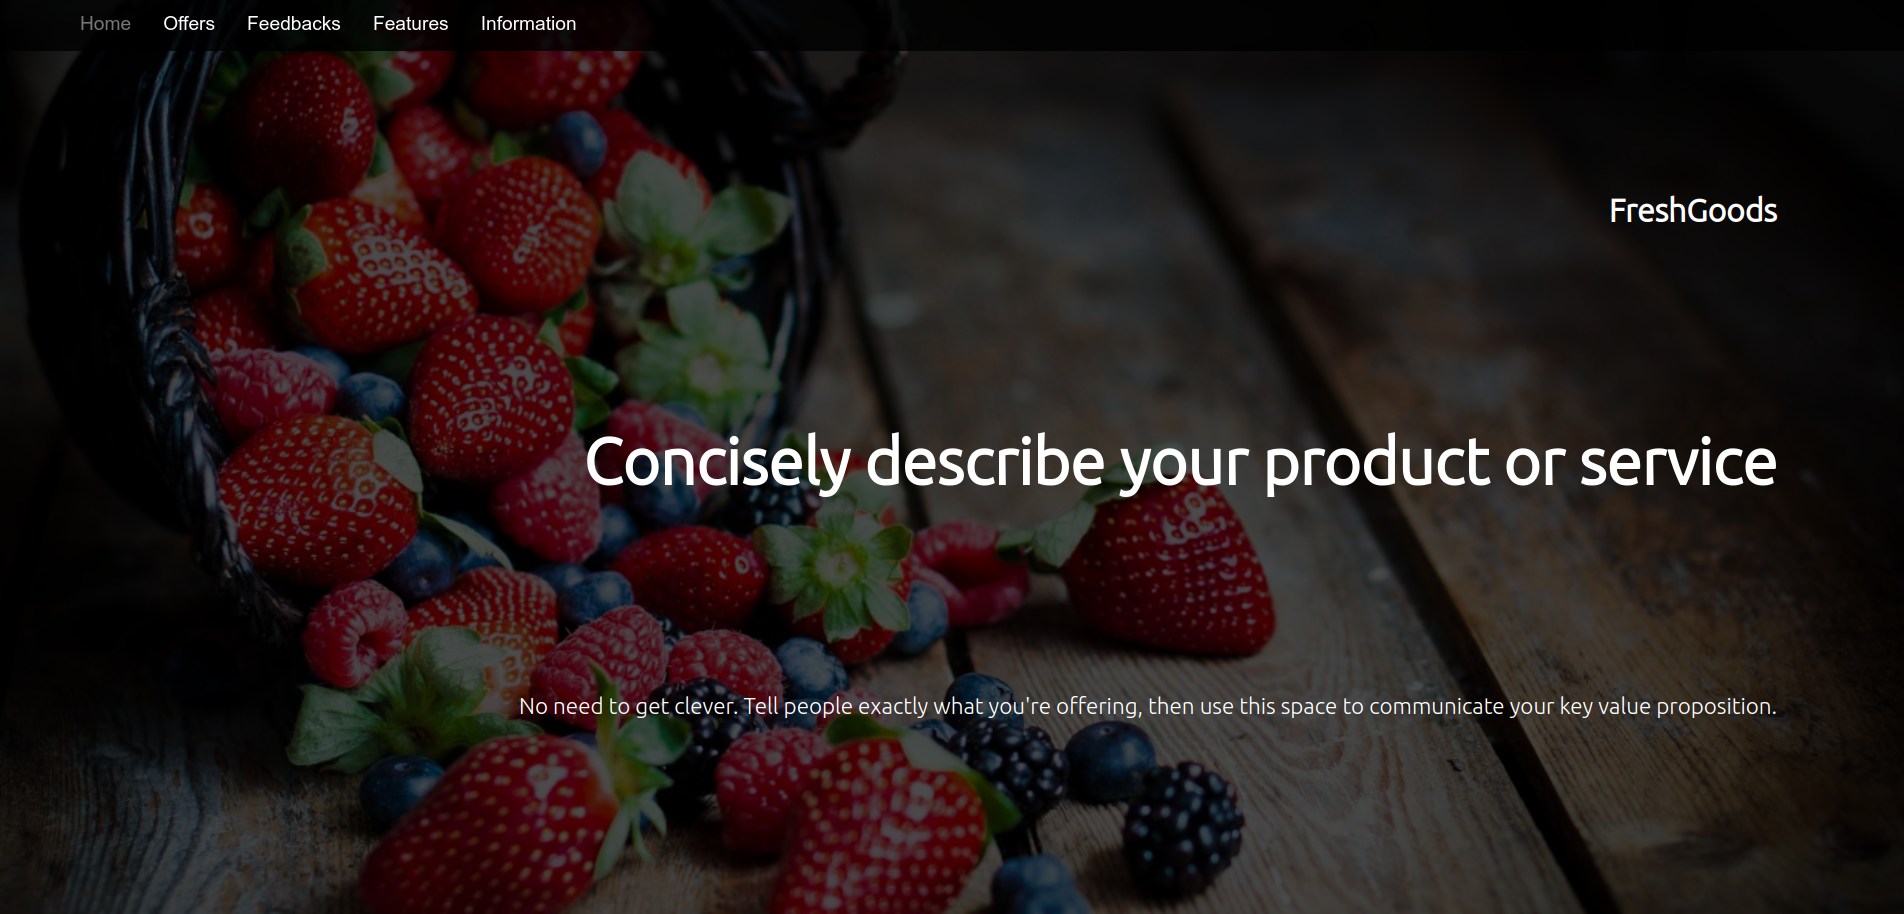 Home Offers Feedbacks Features Information
FreshGoods
Concisely describe your product or service
No need to get clever. Tell people exactly what you're offering, then use this space to communicate your key value proposition.